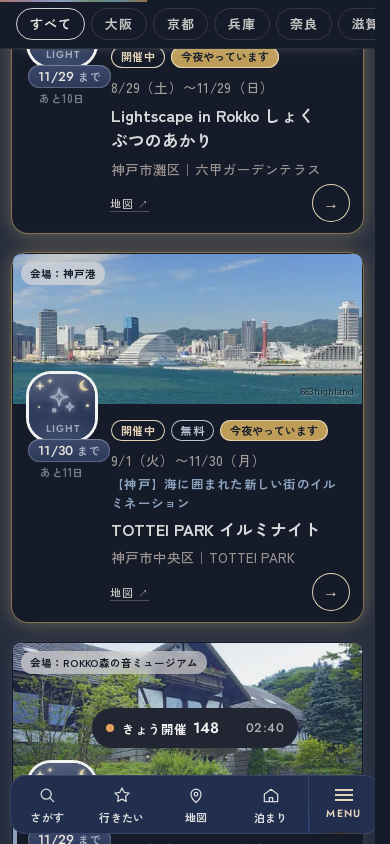 すべて
大阪
京都
兵庫
奈良
滋賀
LIGHT
11/29 まで
あと10日
開催中
今夜やっています
8/29（土）〜11/29（日）
Lightscape in Rokko しょく
ぶつのあかり
神戸市灘区｜六甲ガーデンテラス
地図 ↗
→
会場：神戸港
663highland
LIGHT
11/30 まで
あと11日
開催中
無料
今夜やっています
9/1（火）〜11/30（月）
【神戸】海に囲まれた新しい街のイル
ミネーション
TOTTEI PARK イルミナイト
神戸市中央区｜TOTTEI PARK
地図 ↗
→
会場：ROKKO森の音ミュージアム
きょう開催 148 02:40
さがす
行きたい
地図
泊まり
MENU
11/29 まで